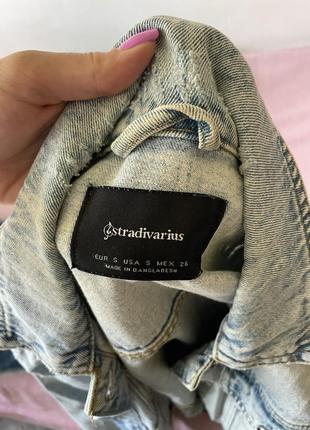 stradivarius
EUR S USA S MEX 26
MADE IN BANGLADESH